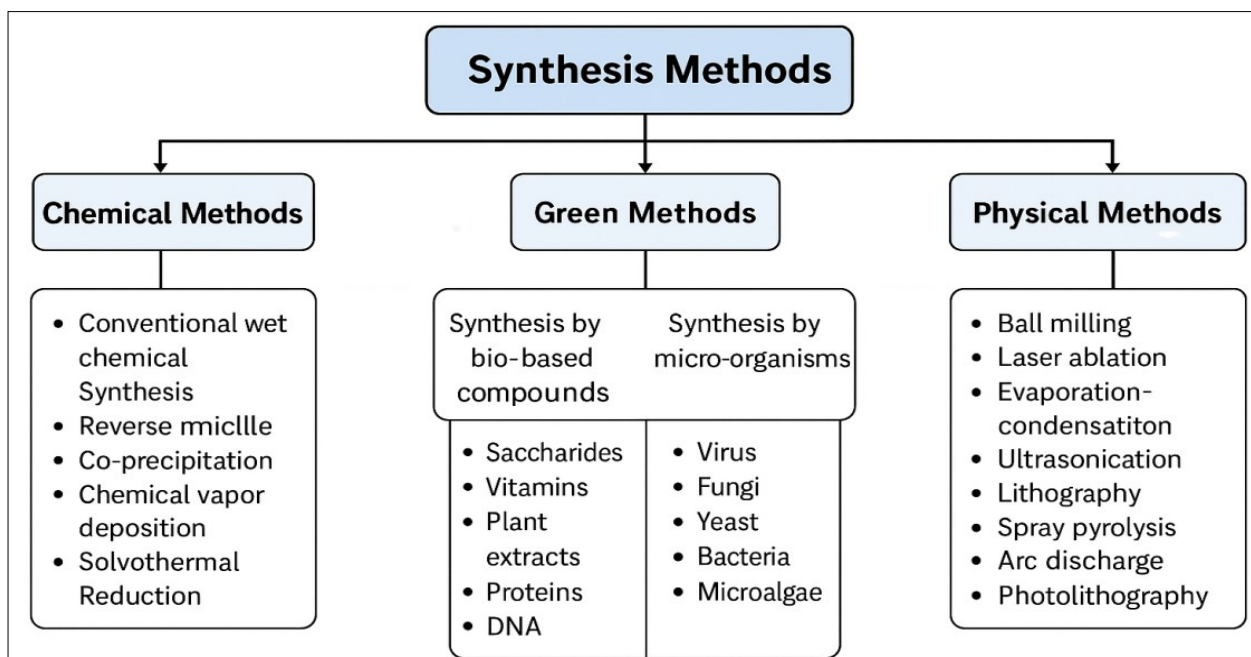 Synthesis Methods
Chemical Methods
Green Methods
Physical Methods
• Conventional wet
chemical
Synthesis
• Reverse rnicllle
• Co-precipitation
• Chemical vapor
deposition
• Solvothermal
Reduction
Synthesis by
bio-based
compounds
Synthesis by
micro-organisms
• Saccharides
• Vitamins
• Plant
extracts
• Proteins
• DNA
• Virus
• Fungi
• Yeast
• Bacteria
• Microalgae
• Ball milling
• Laser ablation
• Evaporation-
condensatiton
• Ultrasonication
• Lithography
• Spray pyrolysis
• Arc discharge
• Photolithography